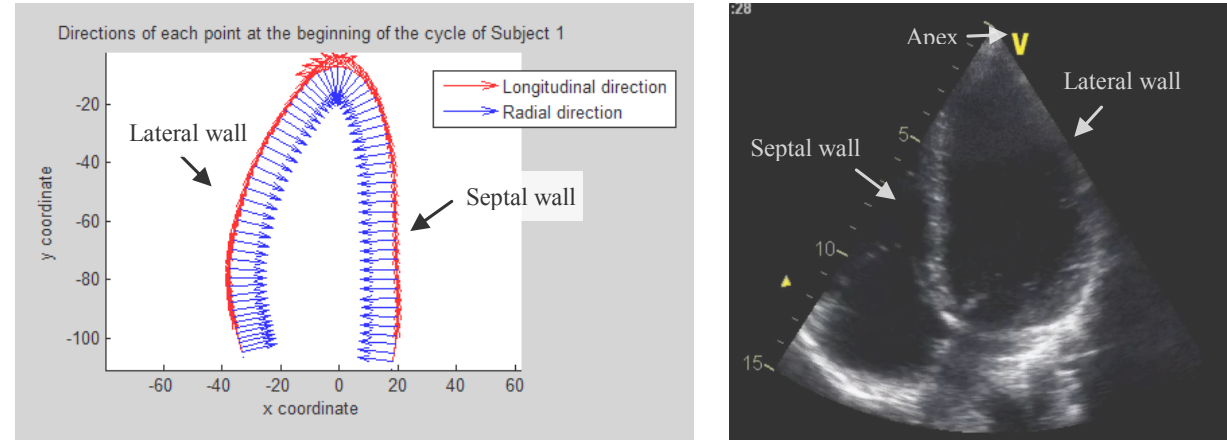 Directions of each point at the beginning of the cycle of Subject 1
Longitudinal direction
Radial direction
Lateral wall
Septal wall
y coordinate
-20
-40
-60
-80
-100
-60 -40 -20 0 20 40 60
x coordinate
:28
Apex
V
Lateral wall
Septal wall
5
10
15